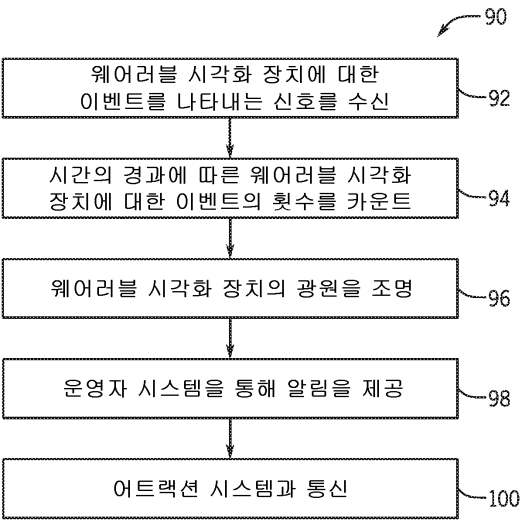 90
웨어러블 시각화 장치에 대한
이벤트를 나타내는 신호를 수신
92
시간의 경과에 따른 웨어러블 시각화
장치에 대한 이벤트의 횟수를 카운트
94
웨어러블 시각화 장치의 광원을 조명
96
운영자 시스템을 통해 알림을 제공
98
어트랙션 시스템과 통신
100